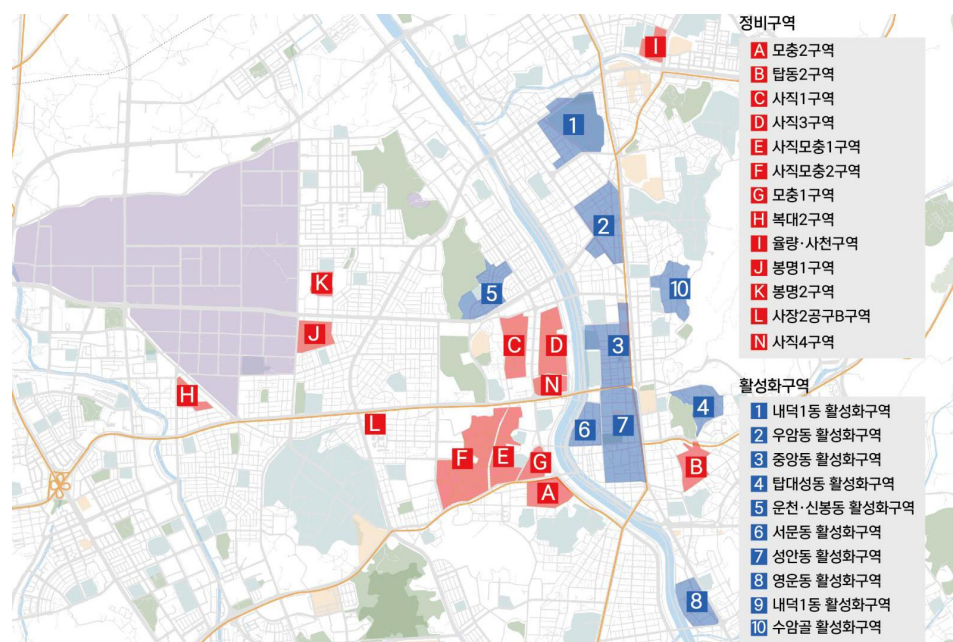 정비구역
A 모충2구역
B 탑동2구역
C 사직1구역
D 사직3구역
E 사직모충1구역
F 사직모충2구역
G 모충1구역
H 복대2구역
I 율량·사천구역
J 봉명1구역
K 봉명2구역
L 사장2공구B구역
N 사직4구역
활성화구역
1 내덕1동 활성화구역
2 우암동 활성화구역
3 중앙동 활성화구역
4 탑대성동 활성화구역
5 운천·신봉동 활성화구역
6 서문동 활성화구역
7 성안동 활성화구역
8 영운동 활성화구역
9 내덕1동 활성화구역
10 수암골 활성화구역
I
1
2
K
5
10
J
C
D
3
N
H
4
L
6
7
F
E
G
B
A
8